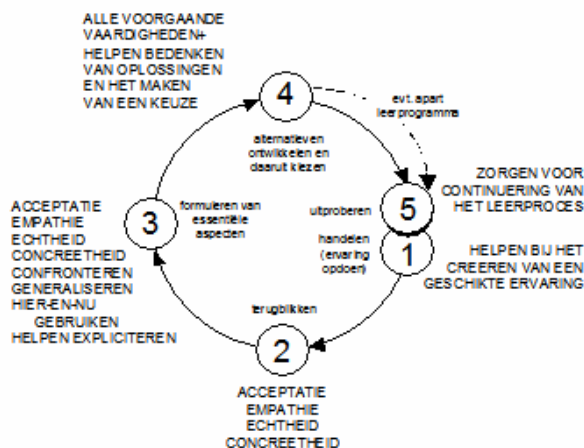 ALLE VOORGAANDE
VAARDIGHEDEN+
HELPEN BEDENKEN
VAN OPLOSSINGEN
EN HET MAKEN
VAN EEN KEUZE
4
evt. apart
leerprogramma
alternatieven
ontwikkelen en
daaruit kiezen
ZORGEN VOOR
CONTINUERING VAN
HET LEERPROCES
uitproberen
5
ACCEPTATIE
EMPATHIE
ECHTHEID
CONCREETHEID
CONFRONTEREN
GENERALISEREN
HIER-EN-NU
GEBRUIKEN
HELPEN EXPLICITEREN
3
formuleren van
essentiële
aspecten
handelen
(ervaring
opdoen)
1
HELPEN BIJ HET
CREEREN VAN EEN
GESCHIKTE ERVARING
terugblikken
2
ACCEPTATIE
EMPATHIE
ECHTHEID
CONCREETHEID